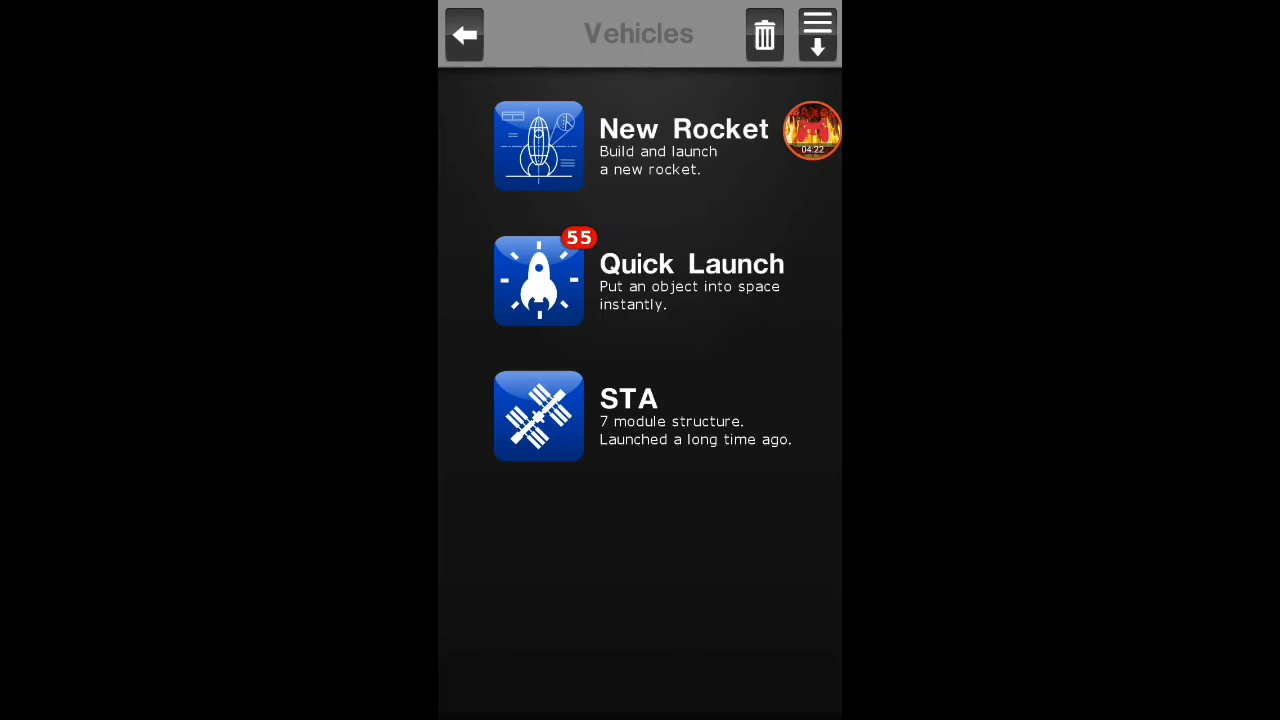 Vehicles
New Rocket
Build and launch
a new rocket.
04:22
55
Quick Launch
Put an object into space
instantly.
STA
7 module structure.
Launched a long time ago.